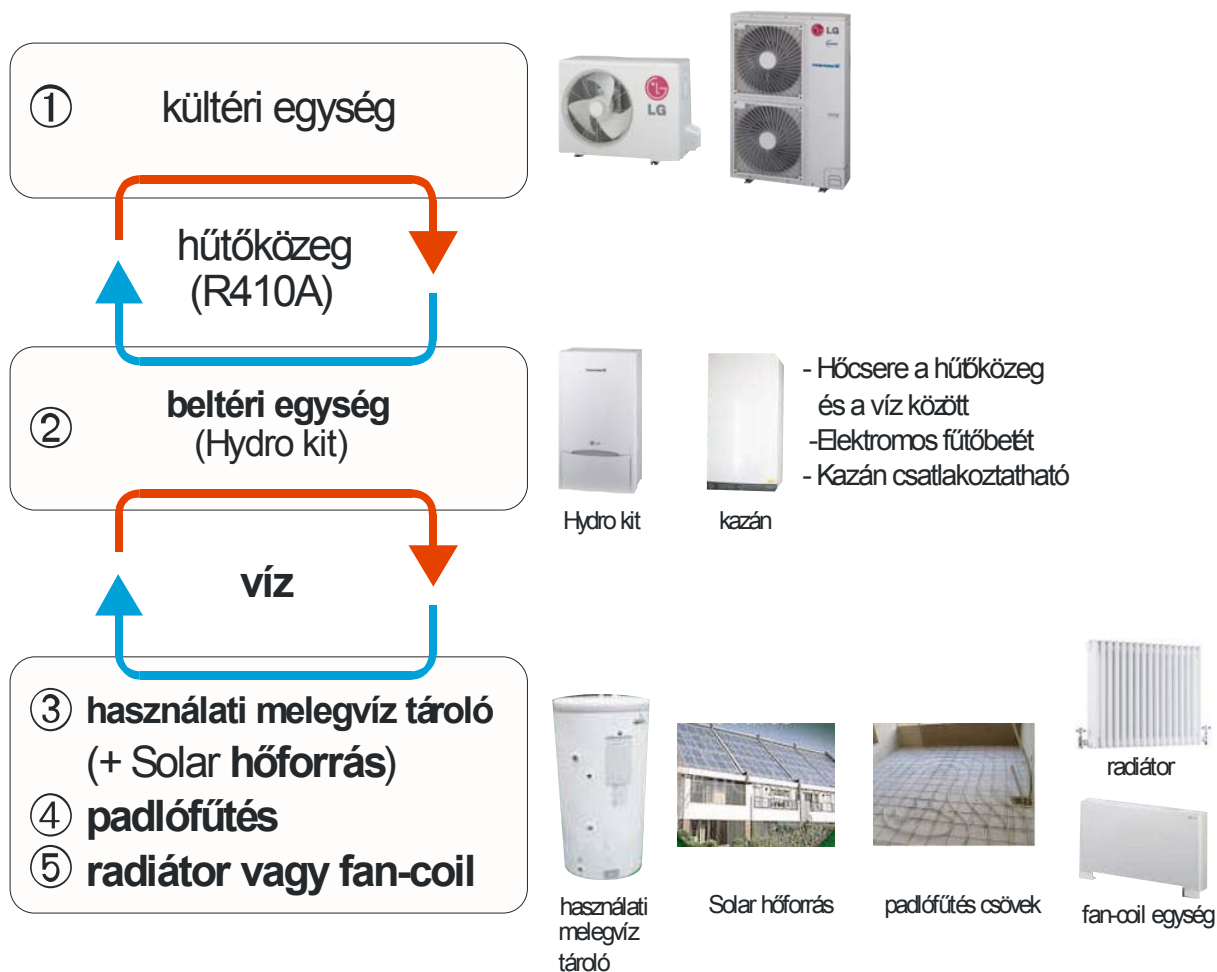 ① kültéri egység
LG
LG
hűtőközeg
(R410A)
② beltéri egység
(Hydro kit)
- Hőcsere a hűtőközeg
és a víz között
-Elektromos fűtőbetét
- Kazán csatlakoztatható
Hydro kit
kazán
víz
③ használati melegvíz tároló
(+ Solar hőforrás)
④ padlófűtés
⑤ radiátor vagy fan-coil
radiátor
használati
melegvíz
tároló
Solar hőforrás
padlófűtés csövek
fan-coil egység